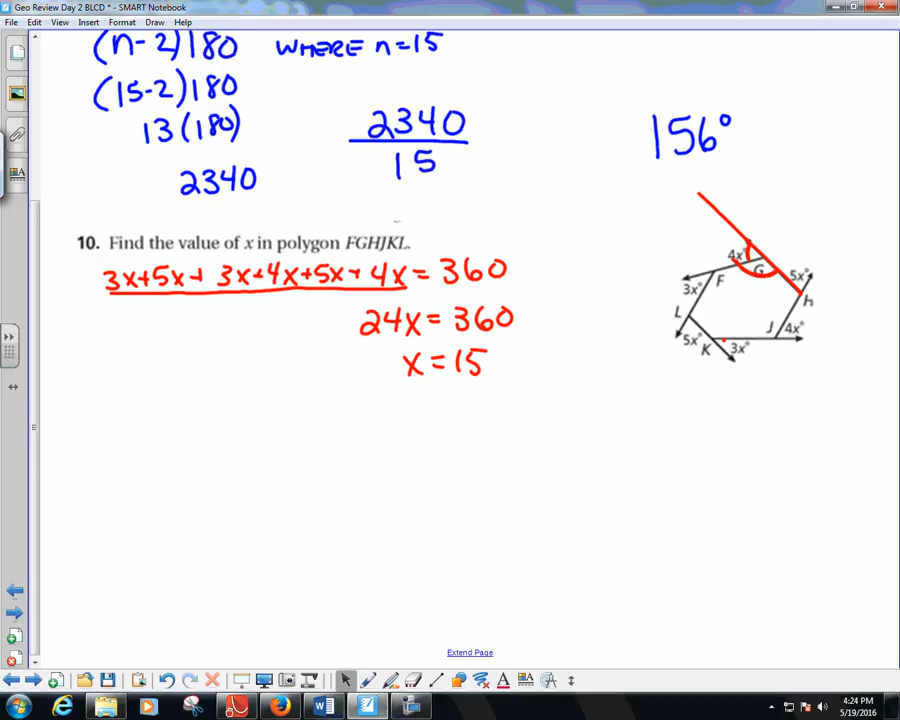 Geo Review Day 2 BLCD * - SMART Notebook
File Edit View Insert Format Draw Help
(n-2)180 WHERE n=15
(15-2)180
13(180)
2340
2340
15
156°
10. Find the value of x in polygon FGHJKL.
3x+5x+ 3x+4x+5x+ 4x = 360
24x = 360
x = 15
4x°
G
5x°
F
3x°
H
L
J
4x°
5x°
K
3x°
Extend Page
4:24 PM
5/19/2016